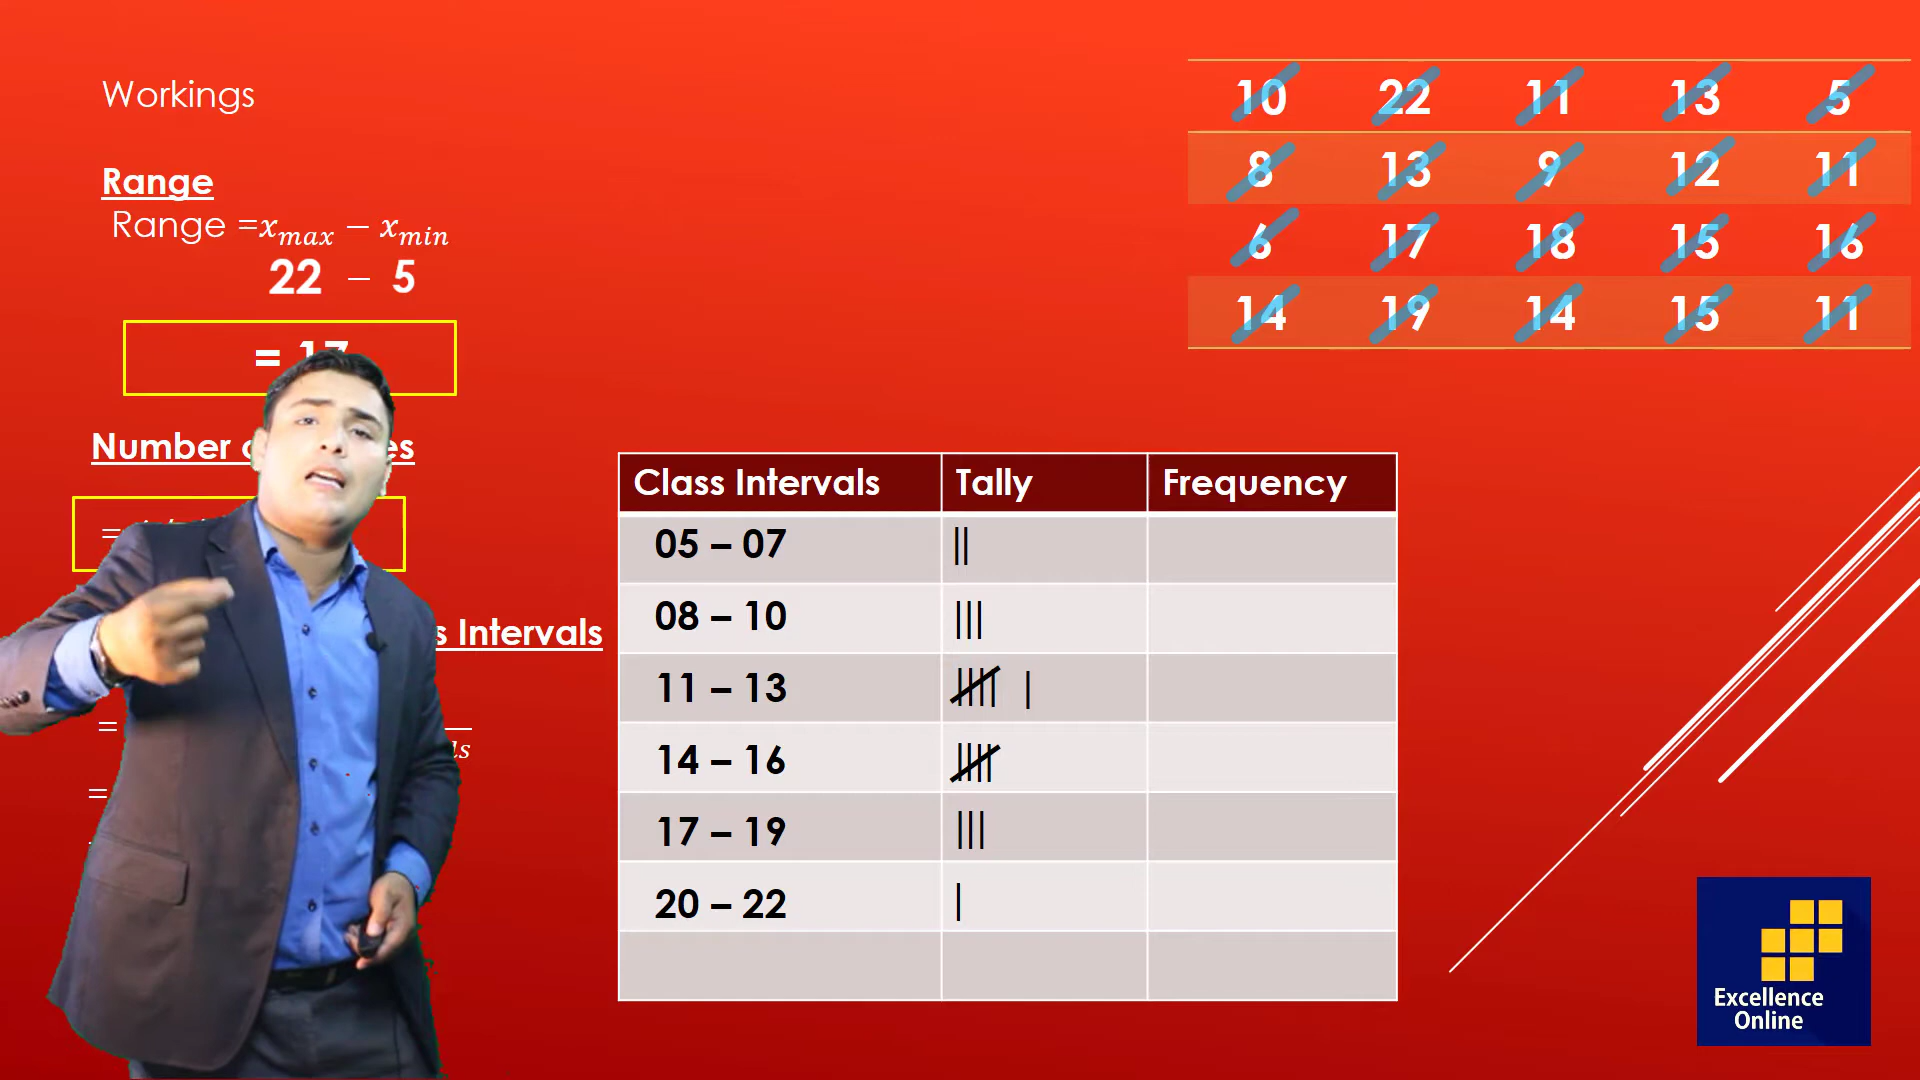 Workings
Range
Range =x_max − x_min
22 − 5
= 17
Number
s Intervals
=
=
ls
=
10 22 11 13 5
8 13 9 12 11
6 17 18 15 16
14 19 14 15 11
Class Intervals Tally Frequency
05 – 07 ||
08 – 10 |||
11 – 13 |||| |
14 – 16 ||||
17 – 19 |||
20 – 22 |
Excellence
Online